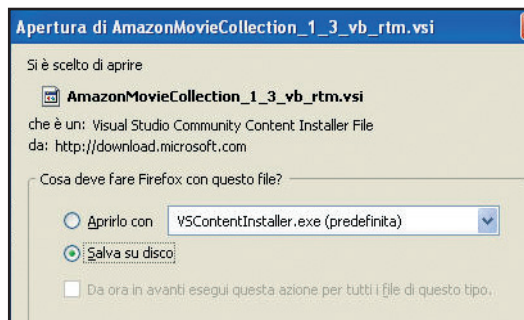 Apertura di AmazonMovieCollection_1_3_vb_rtm.vsi
Si è scelto di aprire
AmazonMovieCollection_1_3_vb_rtm.vsi
che è un: Visual Studio Community Content Installer File
da: http://download.microsoft.com
Cosa deve fare Firefox con questo file?
Aprirlo con VSContentInstaller.exe (predefinita)
Salva su disco
Da ora in avanti esegui questa azione per tutti i file di questo tipo.